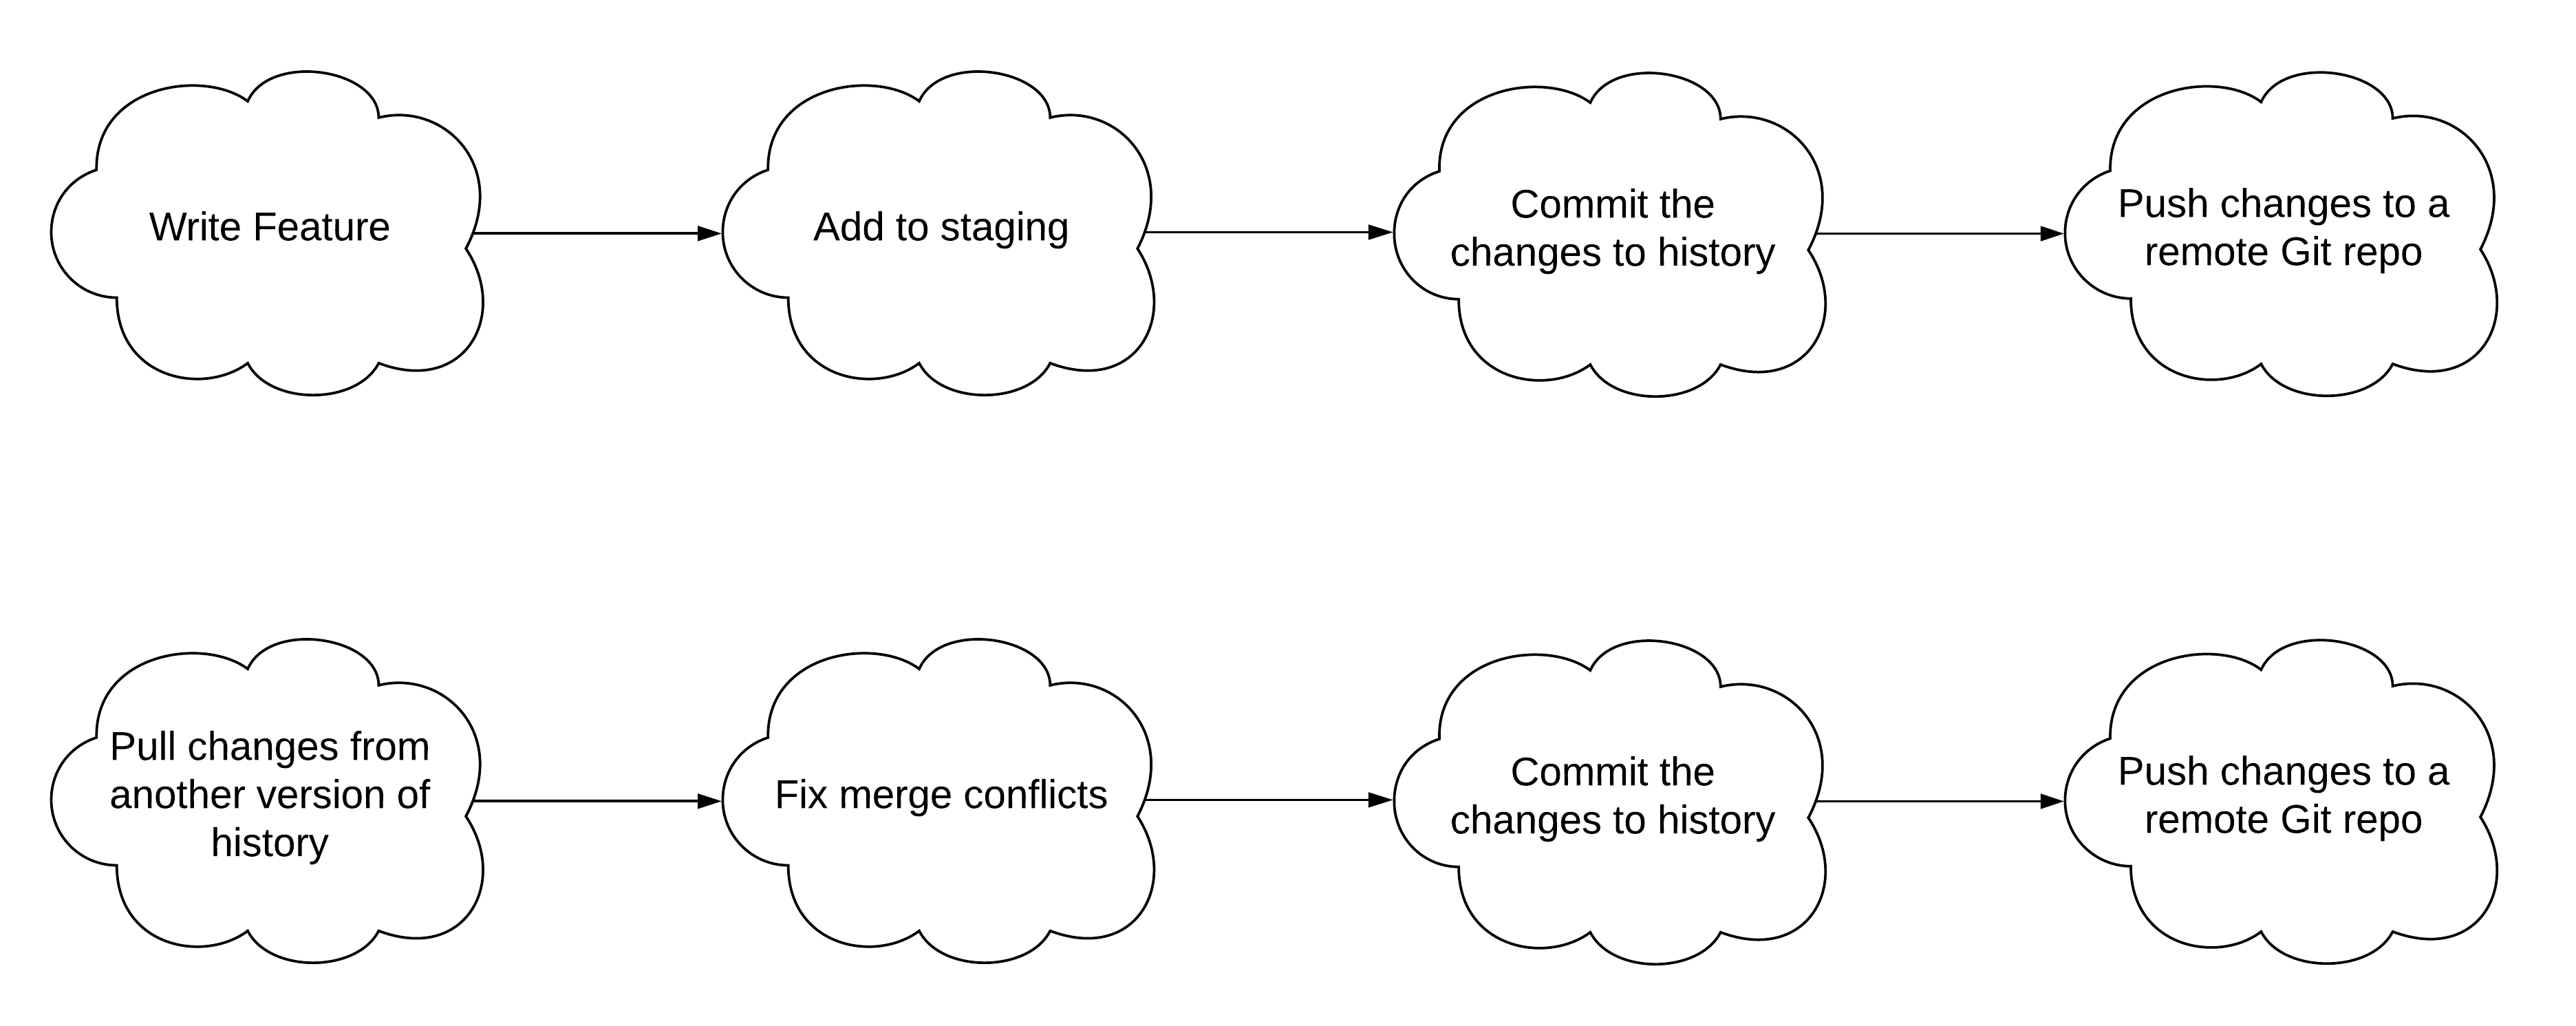 Write Feature
Add to staging
Commit the
changes to history
Push changes to a
remote Git repo
Pull changes from
another version of
history
Fix merge conflicts
Commit the
changes to history
Push changes to a
remote Git repo